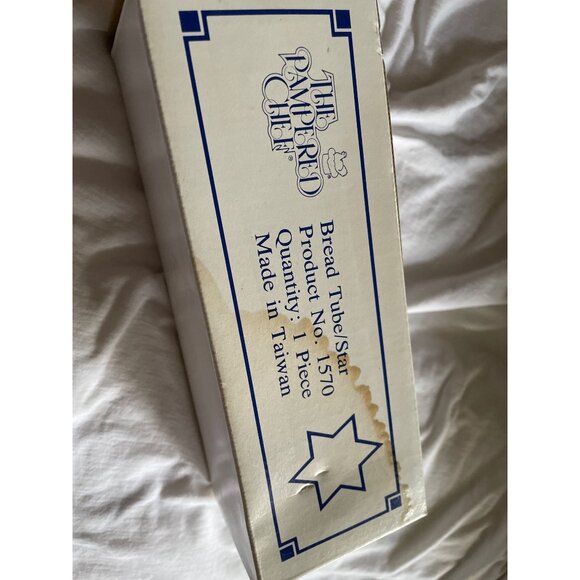 THE
PAMPERED
CHEF®
Bread Tube/Star
Product No. 1570
Quantity: 1 Piece
Made in Taiwan